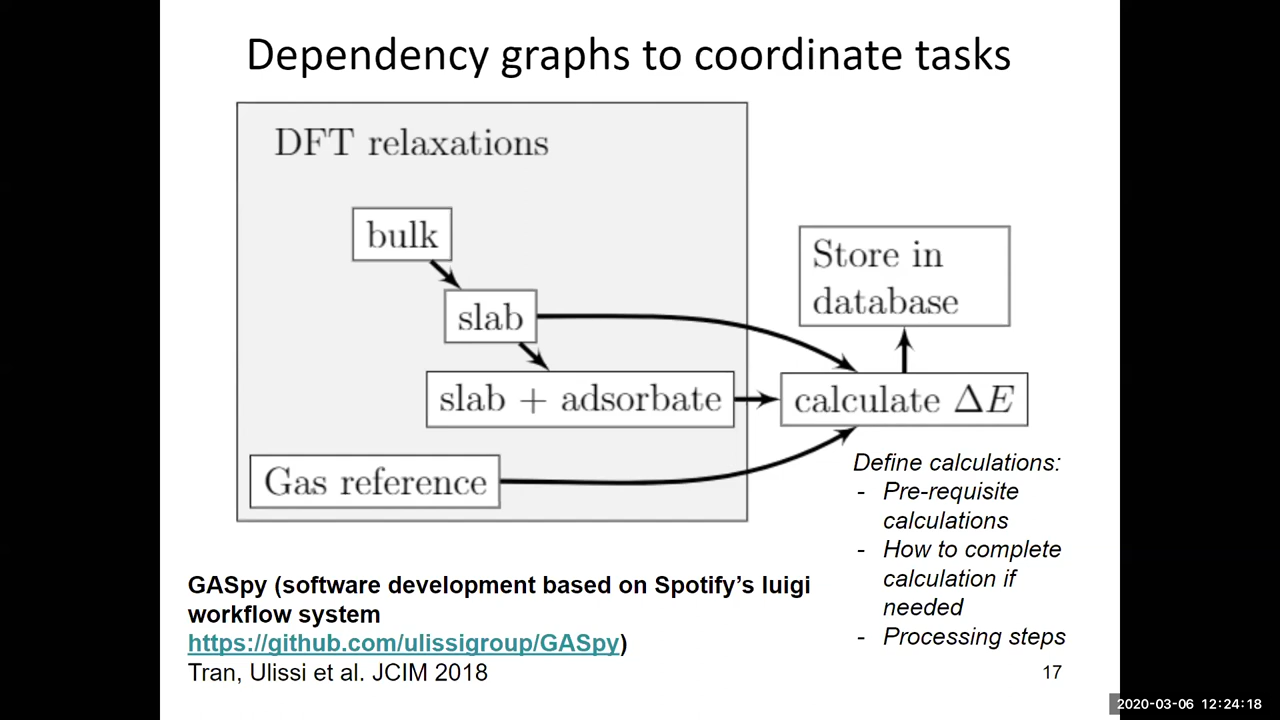 Dependency graphs to coordinate tasks
DFT relaxations
bulk
slab
slab + adsorbate
Gas reference
Store in
database
calculate ΔE
Define calculations:
- Pre-requisite
calculations
- How to complete
calculation if
needed
- Processing steps
GASpy (software development based on Spotify's luigi
workflow system
https://github.com/ulissigroup/GASpy)
Tran, Ulissi et al. JCIM 2018
17
2020-03-06 12:24:18